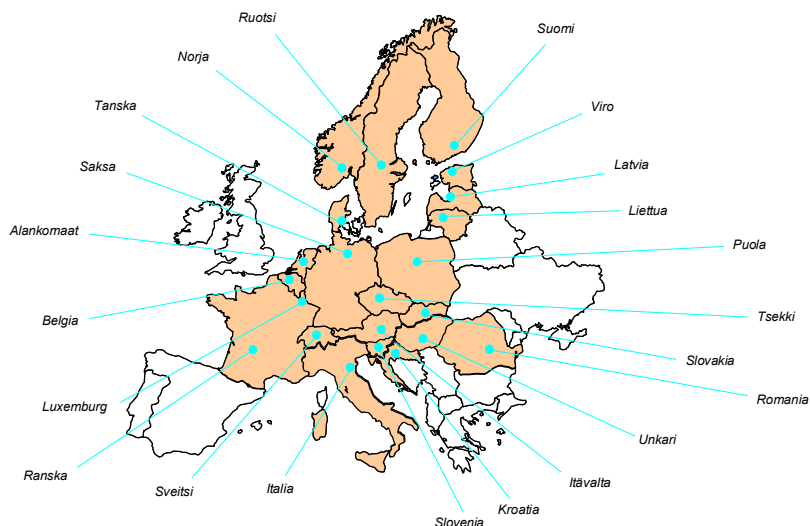 Ruotsi
Suomi
Norja
Tanska
Viro
Saksa
Latvia
Liettua
Alankomaat
Puola
Belgia
Tsekki
Slovakia
Luxemburg
Romania
Unkari
Ranska
Sveitsi
Italia
Itävalta
Kroatia
Slovenia